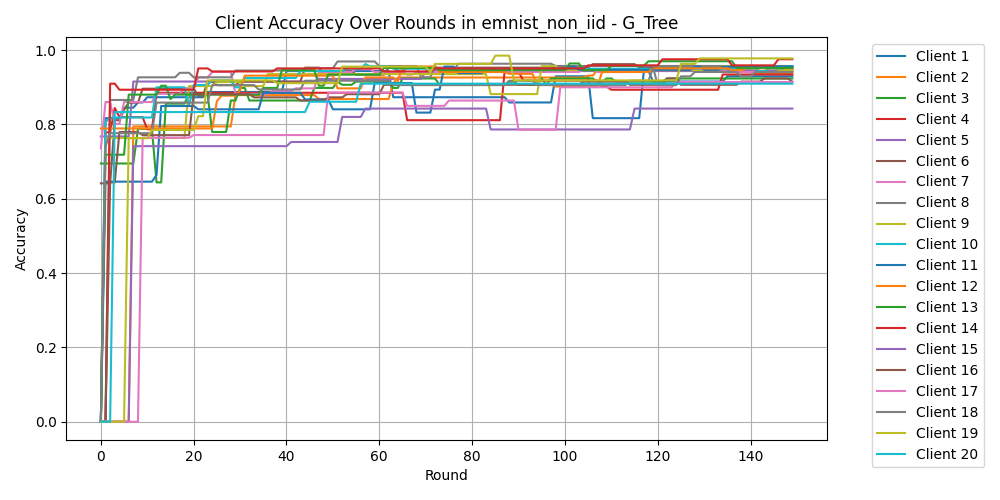 Client Accuracy Over Rounds in emnist_non_iid - G_Tree
Accuracy
1.0
0.8
0.6
0.4
0.2
0.0
0 20 40 60 80 100 120 140
Round
Client 1
Client 2
Client 3
Client 4
Client 5
Client 6
Client 7
Client 8
Client 9
Client 10
Client 11
Client 12
Client 13
Client 14
Client 15
Client 16
Client 17
Client 18
Client 19
Client 20